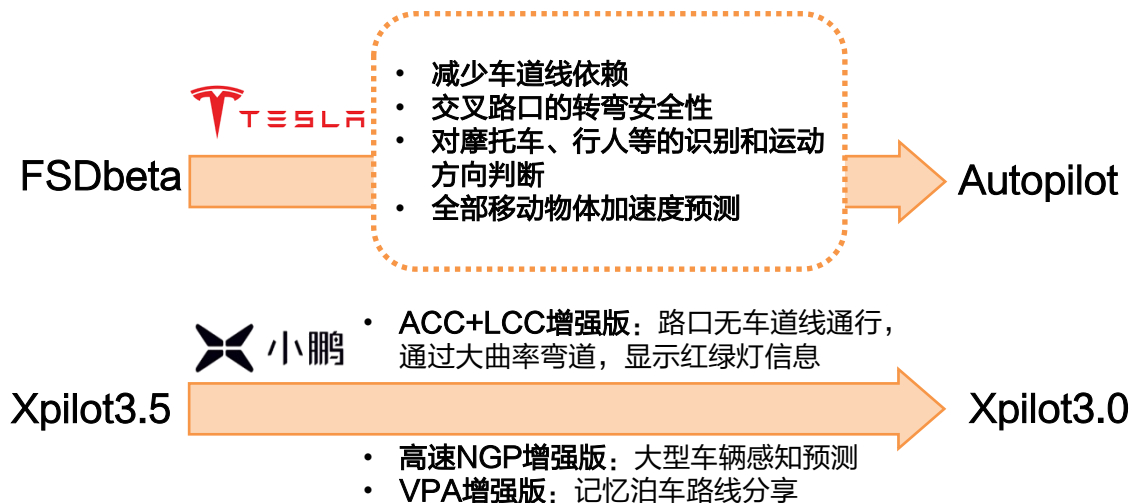 TESLA
FSDbeta
• 减少车道线依赖
• 交叉路口的转弯安全性
• 对摩托车、行人等的识别和运动
方向判断
• 全部移动物体加速度预测
Autopilot
小鹏
• ACC+LCC增强版：路口无车道线通行，
通过大曲率弯道，显示红绿灯信息
Xpilot3.5
Xpilot3.0
• 高速NGP增强版：大型车辆感知预测
• VPA增强版：记忆泊车路线分享